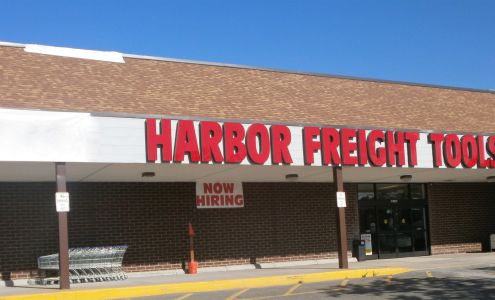 HARBOR FREIGHT TOOLS
NOW
HIRING